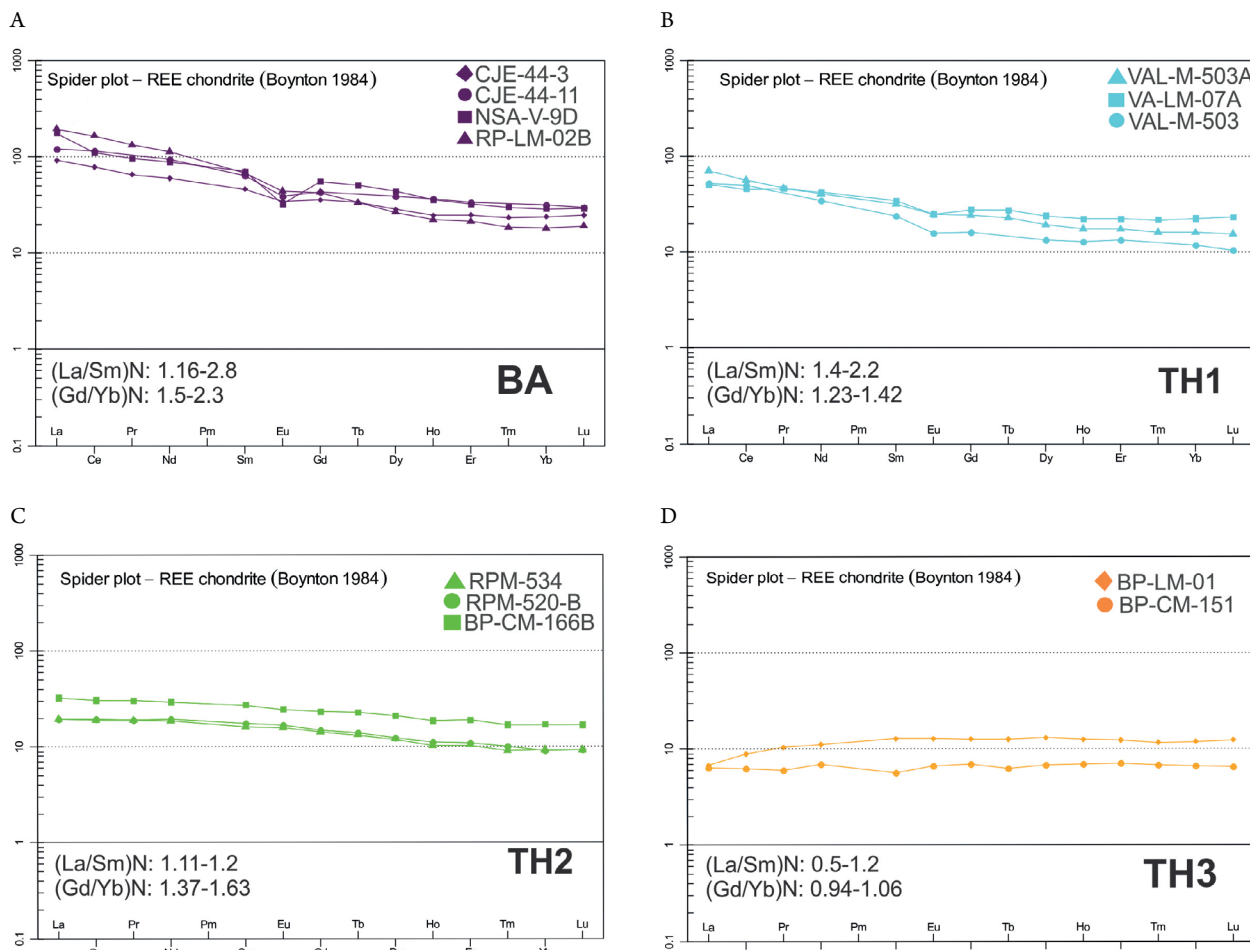 A
1000
100
10
1
0.1
Spider plot – REE chondrite (Boynton 1984)
CJE-44-3
CJE-44-11
NSA-V-9D
RP-LM-02B
(La/Sm)N: 1.16-2.8
(Gd/Yb)N: 1.5-2.3
BA
La Pr Pm Eu Tb Ho Tm Lu
Ce Nd Sm Gd Dy Er Yb
B
1000
100
10
1
0.1
Spider plot – REE chondrite (Boynton 1984)
VAL-M-503A
VA-LM-07A
VAL-M-503
(La/Sm)N: 1.4-2.2
(Gd/Yb)N: 1.23-1.42
TH1
La Pr Pm Eu Tb Ho Tm Lu
Ce Nd Sm Gd Dy Er Yb
C
1000
100
10
1
0.1
Spider plot – REE chondrite (Boynton 1984)
RPM-534
RPM-520-B
BP-CM-166B
(La/Sm)N: 1.11-1.2
(Gd/Yb)N: 1.37-1.63
TH2
La Pr Pm Eu Tb Ho Tm Lu
D
1000
100
10
1
0.1
Spider plot – REE chondrite (Boynton 1984)
BP-LM-01
BP-CM-151
(La/Sm)N: 0.5-1.2
(Gd/Yb)N: 0.94-1.06
TH3
La Pr Pm Eu Tb Ho Tm Lu